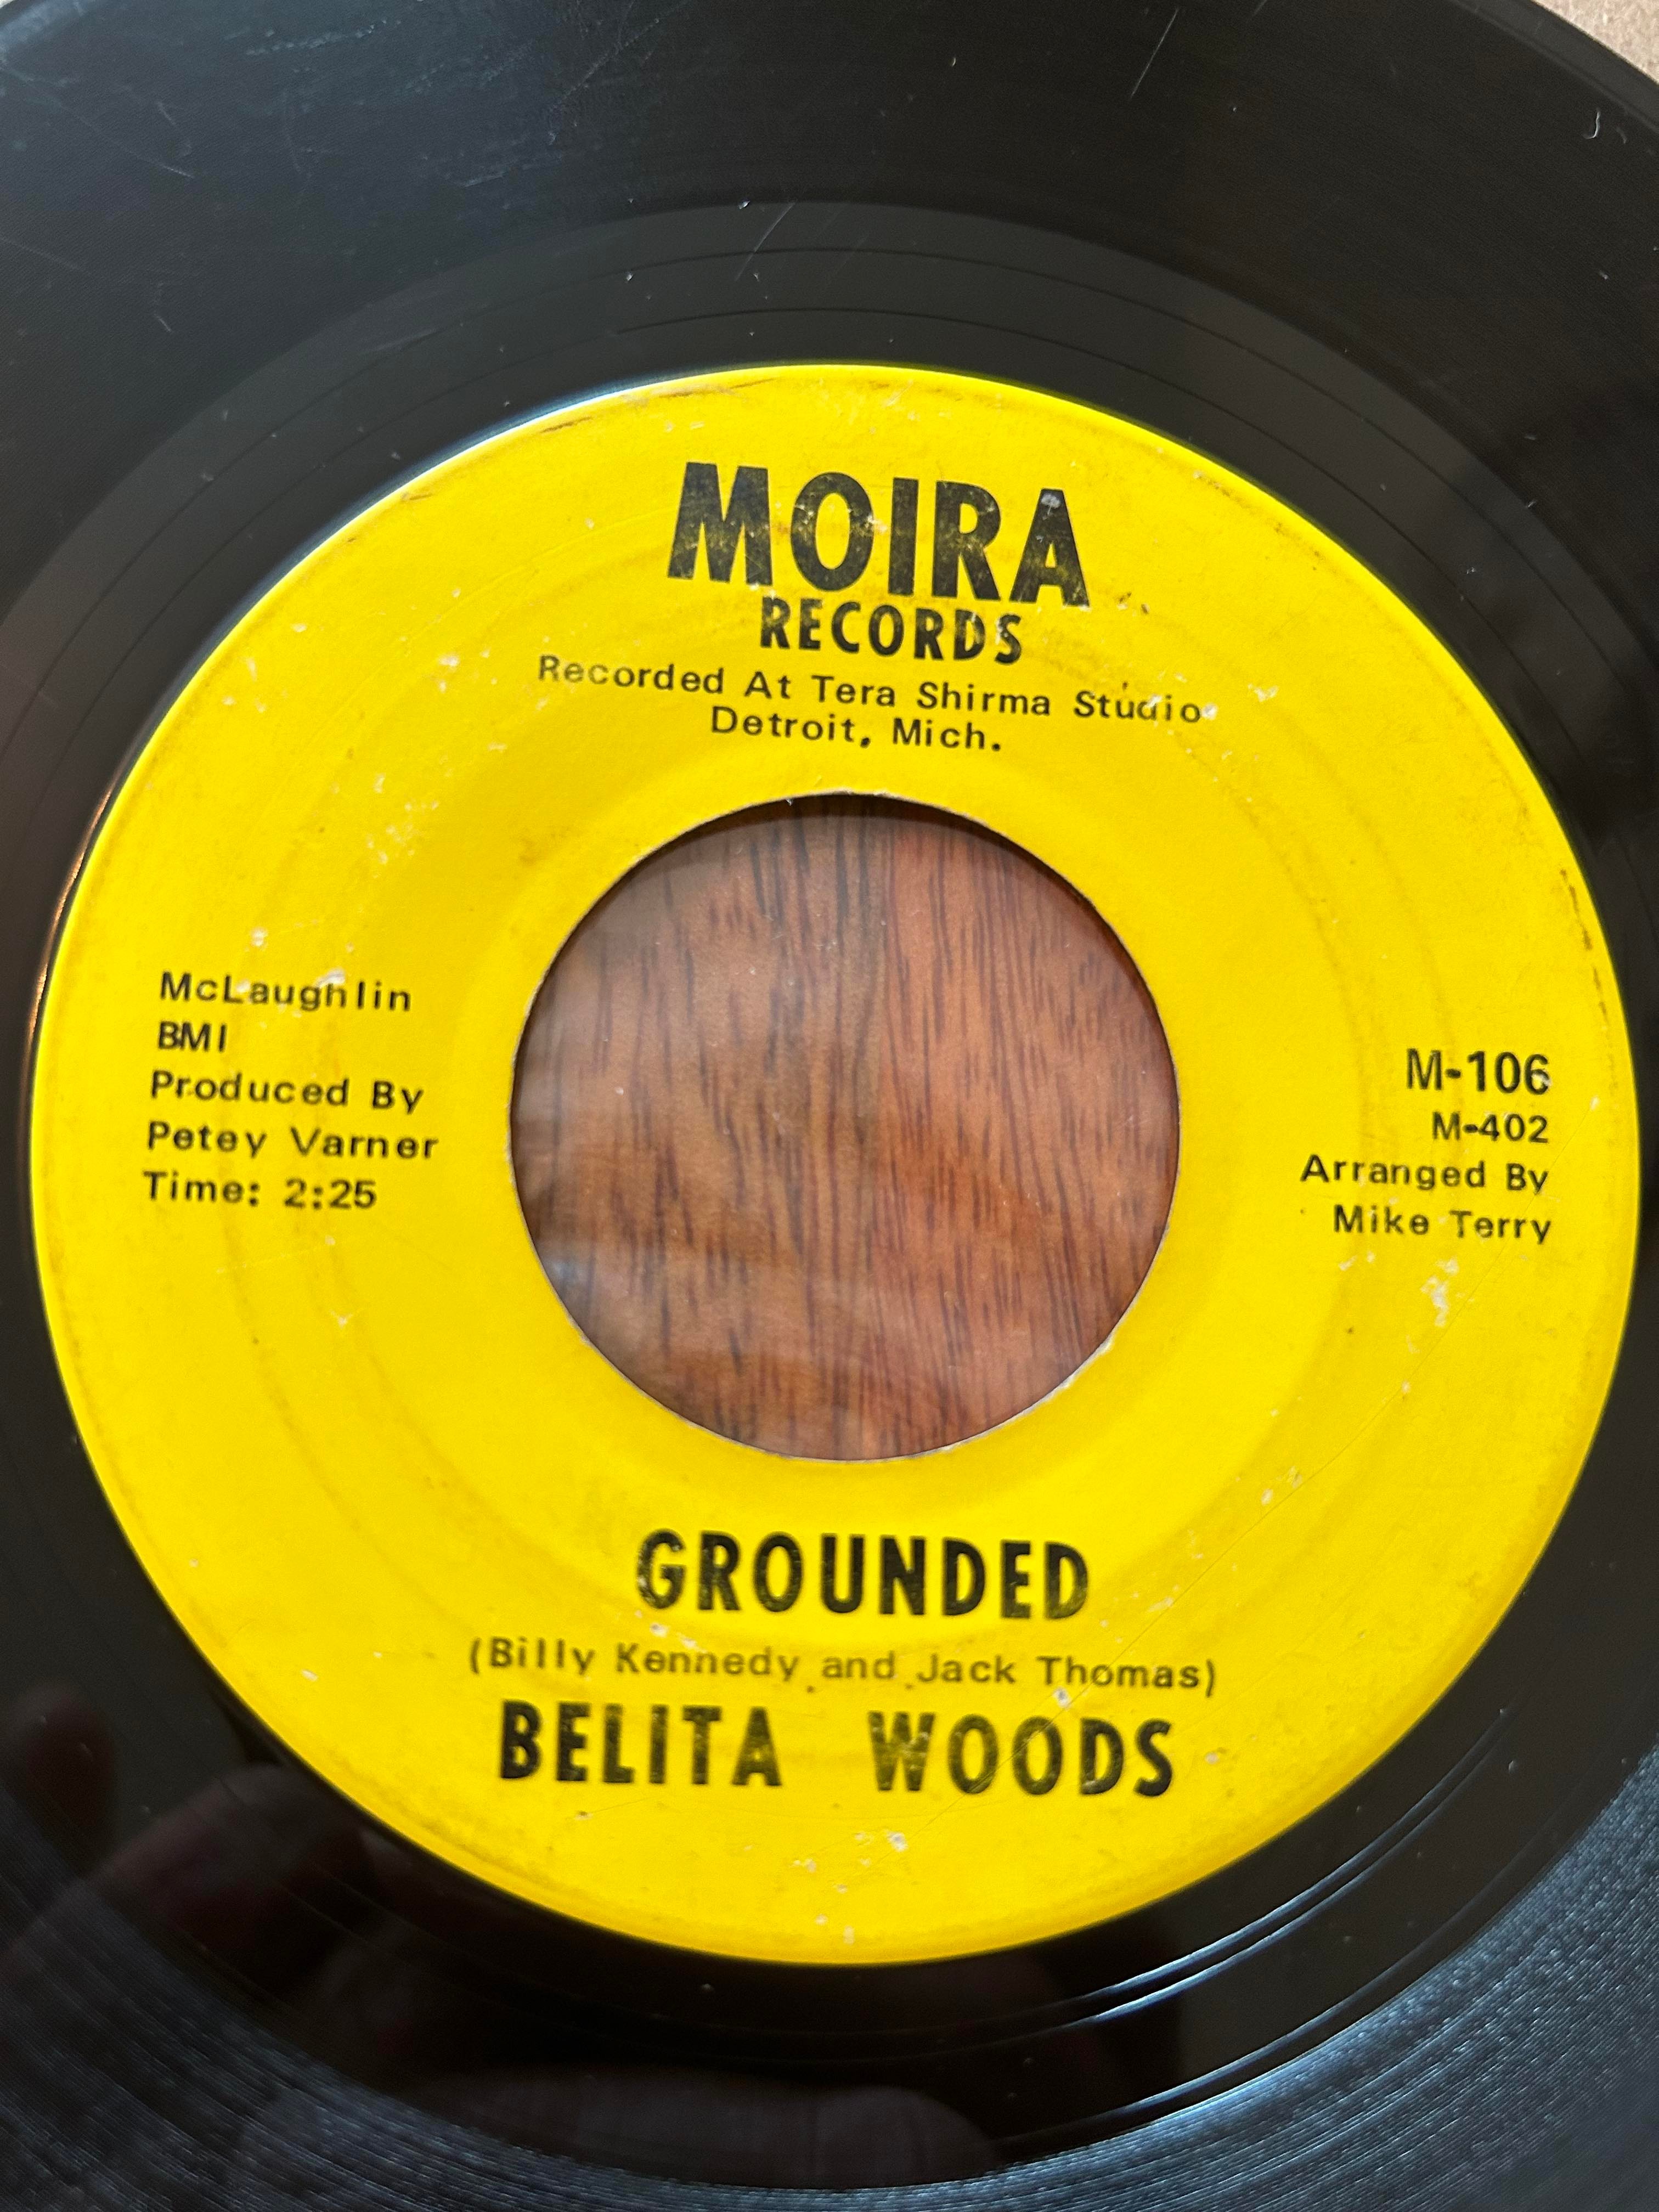 MOIRA
RECORDS
Recorded At Tera Shirma Studio
Detroit, Mich.
McLaughlin
BMI
Produced By
Petey Varner
Time: 2:25
M-106
M-402
Arranged By
Mike Terry
GROUNDED
(Billy Kennedy and Jack Thomas)
BELITA WOODS